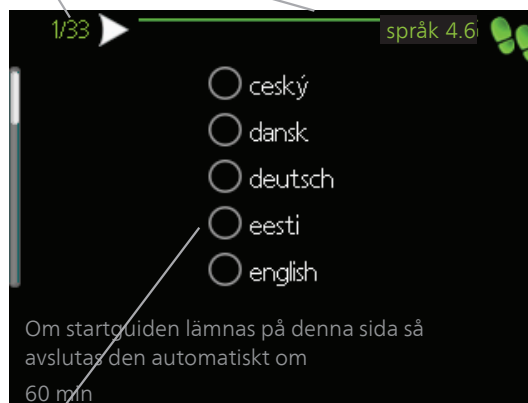 1/33
språk 4.6
ceský
dansk
deutsch
eesti
english
Om startguiden lämnas på denna sida så
avslutas den automatiskt om
60 min